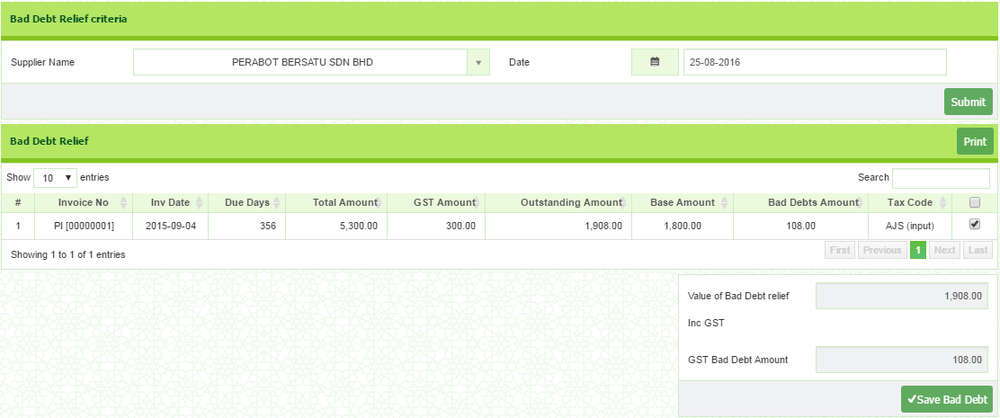 Bad Debt Relief criteria
Supplier Name PERABOT BERSATU SDN BHD Date 25-08-2016
Submit
Bad Debt Relief Print
Show 10 entries Search
# Invoice No Inv Date Due Days Total Amount GST Amount Outstanding Amount Base Amount Bad Debts Amount Tax Code
1 PI [00000001] 2015-09-04 356 5,300.00 300.00 1,908.00 1,800.00 108.00 AJS (input)
Showing 1 to 1 of 1 entries First Previous 1 Next Last
Value of Bad Debt relief 1,908.00
Inc GST
GST Bad Debt Amount 108.00
Save Bad Debt